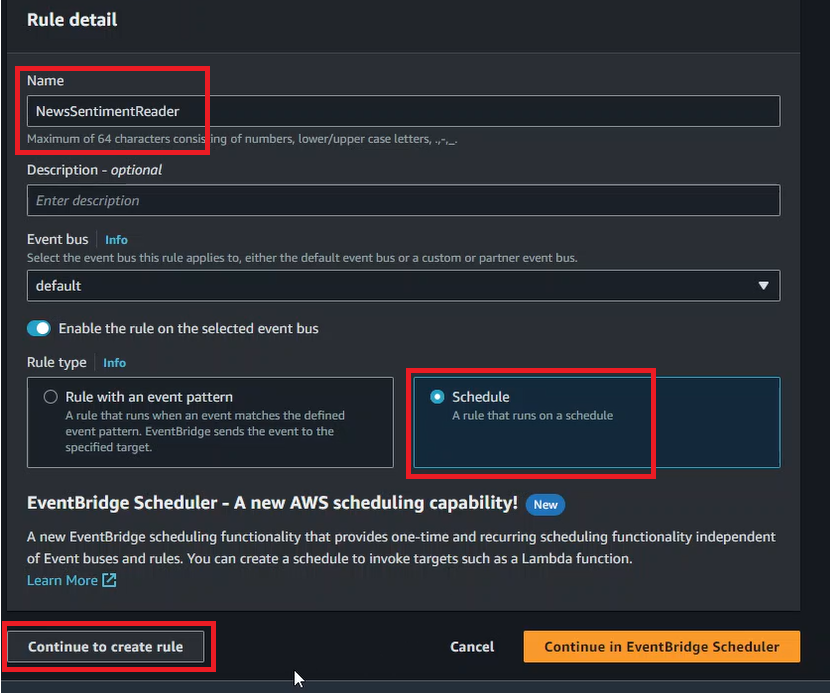 Rule detail
Name
NewsSentimentReader
Maximum of 64 characters consisting of numbers, lower/upper case letters, .,-,_.
Description - optional
Enter description
Event bus Info
Select the event bus this rule applies to, either the default event bus or a custom or partner event bus.
default
Enable the rule on the selected event bus
Rule type Info
Rule with an event pattern
A rule that runs when an event matches the defined
event pattern. EventBridge sends the event to the
specified target.
Schedule
A rule that runs on a schedule
EventBridge Scheduler - A new AWS scheduling capability! New
A new EventBridge scheduling functionality that provides one-time and recurring scheduling functionality independent
of Event buses and rules. You can create a schedule to invoke targets such as a Lambda function.
Learn More
Continue to create rule Cancel Continue in EventBridge Scheduler